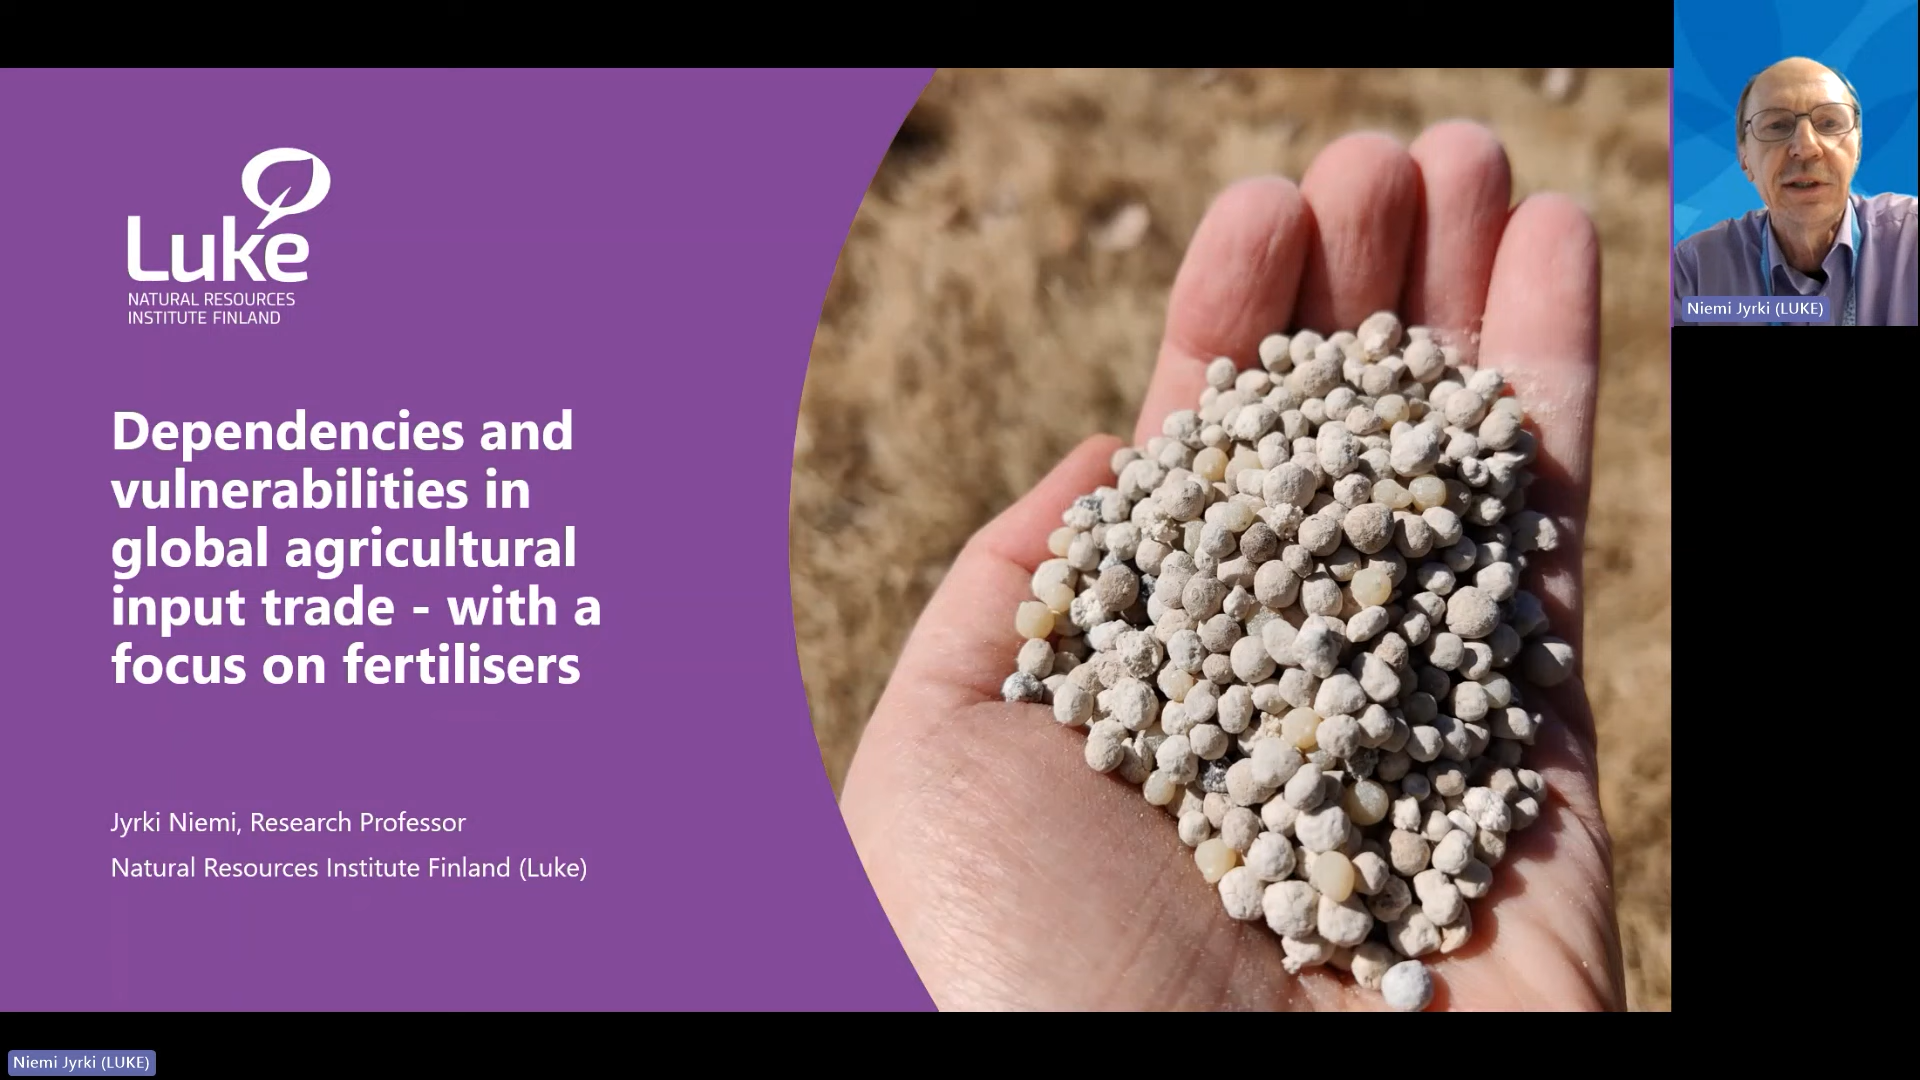 Luke
NATURAL RESOURCES
INSTITUTE FINLAND
Dependencies and
vulnerabilities in
global agricultural
input trade - with a
focus on fertilisers
Jyrki Niemi, Research Professor
Natural Resources Institute Finland (Luke)
Niemi Jyrki (LUKE)
Niemi Jyrki (LUKE)